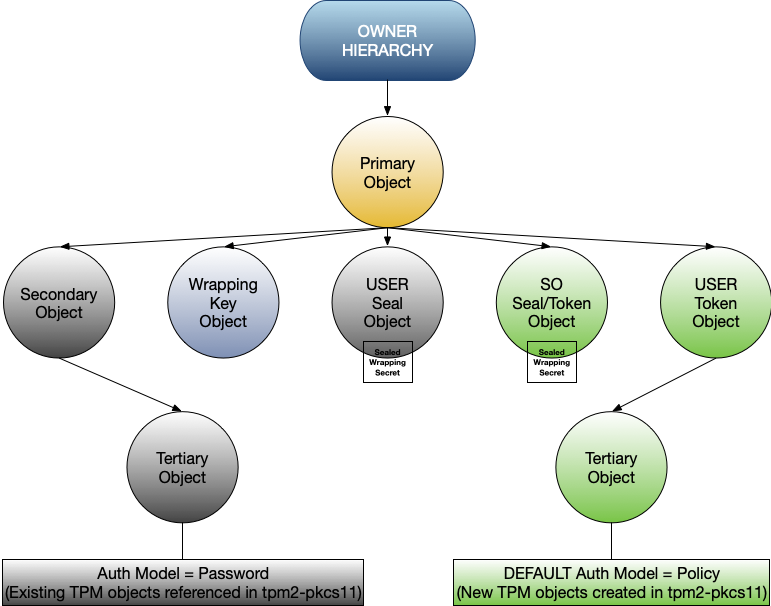 OWNER
HIERARCHY
Primary
Object
Secondary
Object
Wrapping
Key
Object
USER
Seal
Object
Sealed
Wrapping
Secret
SO
Seal/Token
Object
Sealed
Wrapping
Secret
USER
Token
Object
Tertiary
Object
Tertiary
Object
Auth Model = Password
(Existing TPM objects referenced in tpm2-pkcs11)
DEFAULT Auth Model = Policy
(New TPM objects created in tpm2-pkcs11)